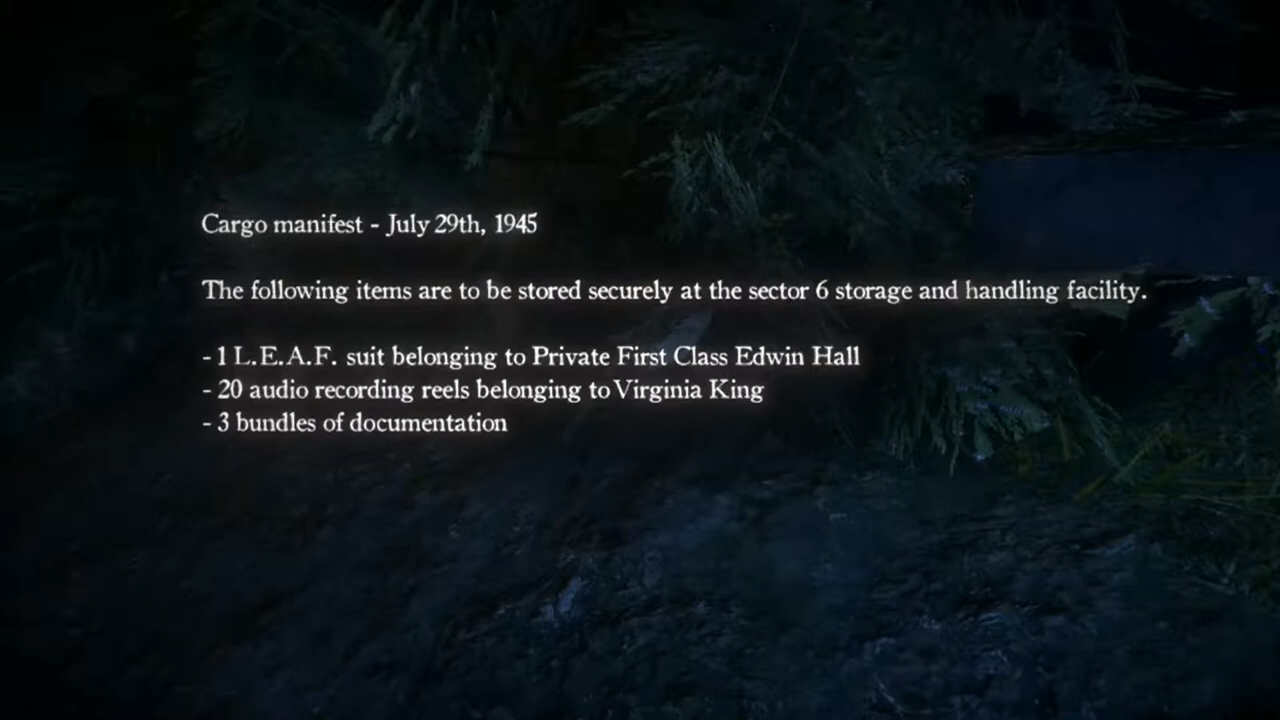 Cargo manifest - July 29th, 1945
The following items are to be stored securely at the sector 6 storage and handling facility.
- 1 L.E.A.F. suit belonging to Private First Class Edwin Hall
- 20 audio recording reels belonging to Virginia King
- 3 bundles of documentation